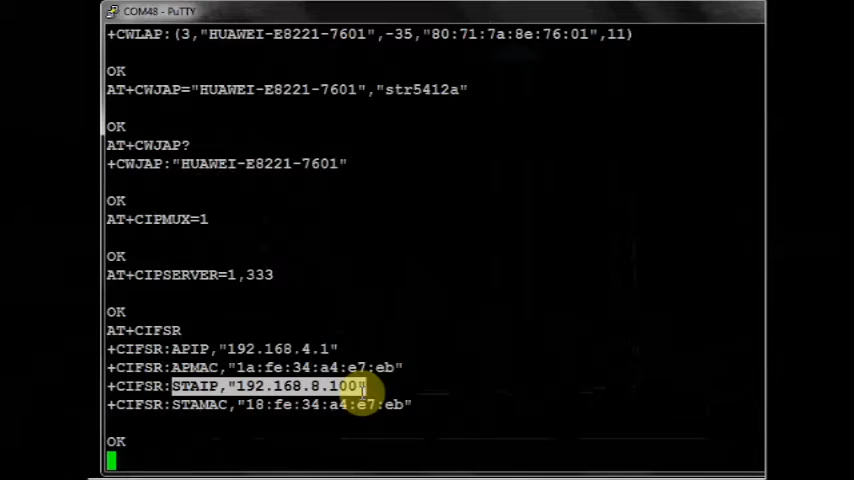 COM48 - PuTTY
+CWLAP:(3,"HUAWEI-E8221-7601",-35,"80:71:7a:8e:76:01",11)
OK
AT+CWJAP="HUAWEI-E8221-7601","str5412a"
OK
AT+CWJAP?
+CWJAP:"HUAWEI-E8221-7601"
OK
AT+CIPMUX=1
OK
AT+CIPSERVER=1,333
OK
AT+CIFSR
+CIFSR:APIP,"192.168.4.1"
+CIFSR:APMAC,"1a:fe:34:a4:e7:eb"
+CIFSR:STAIP,"192.168.8.100"
+CIFSR:STAMAC,"18:fe:34:a4:e7:eb"
OK